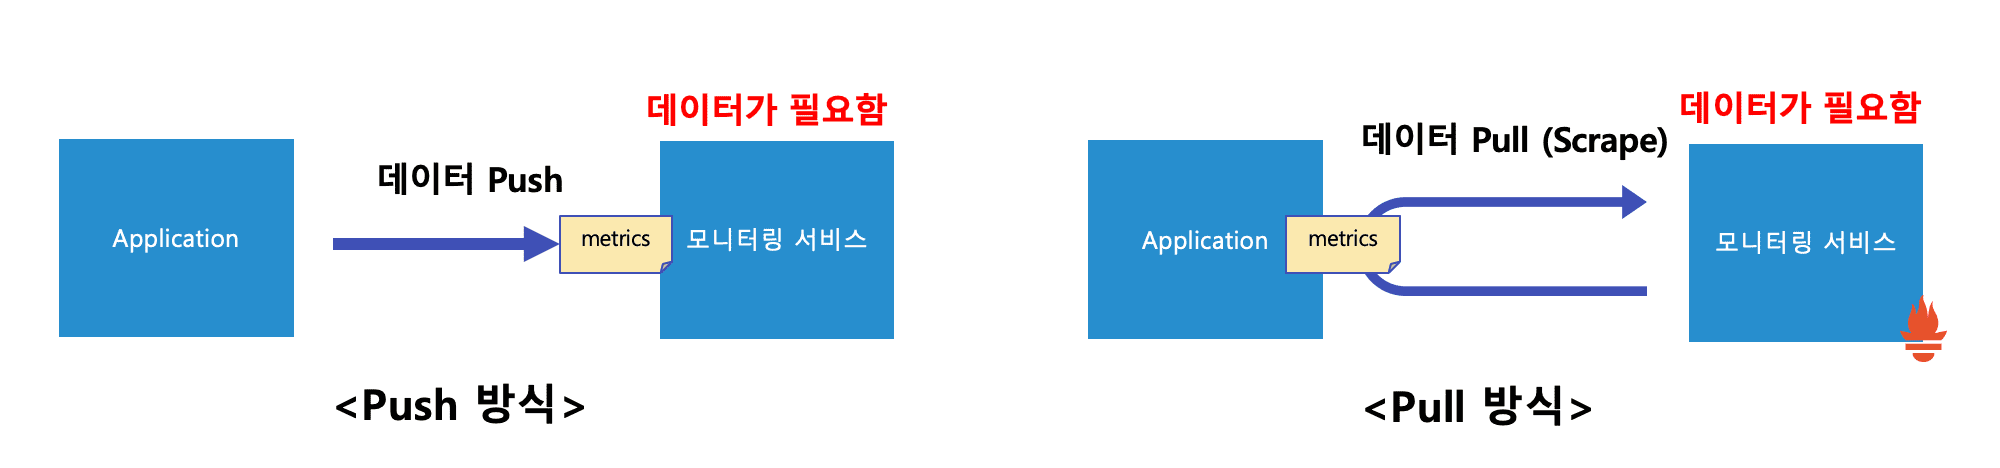 데이터가 필요함
데이터 Push
Application
metrics
모니터링 서비스
<Push 방식>
데이터가 필요함
데이터 Pull (Scrape)
Application
metrics
모니터링 서비스
<Pull 방식>